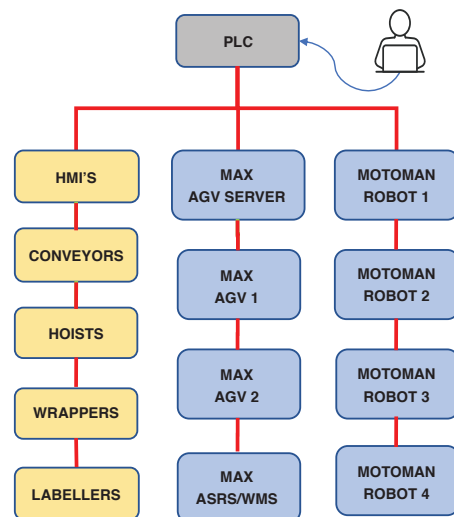 PLC
HMI'S
CONVEYORS
HOISTS
WRAPPERS
LABELLERS
MAX
AGV SERVER
MAX
AGV 1
MAX
AGV 2
MAX
ASRS/WMS
MOTOMAN
ROBOT 1
MOTOMAN
ROBOT 2
MOTOMAN
ROBOT 3
MOTOMAN
ROBOT 4